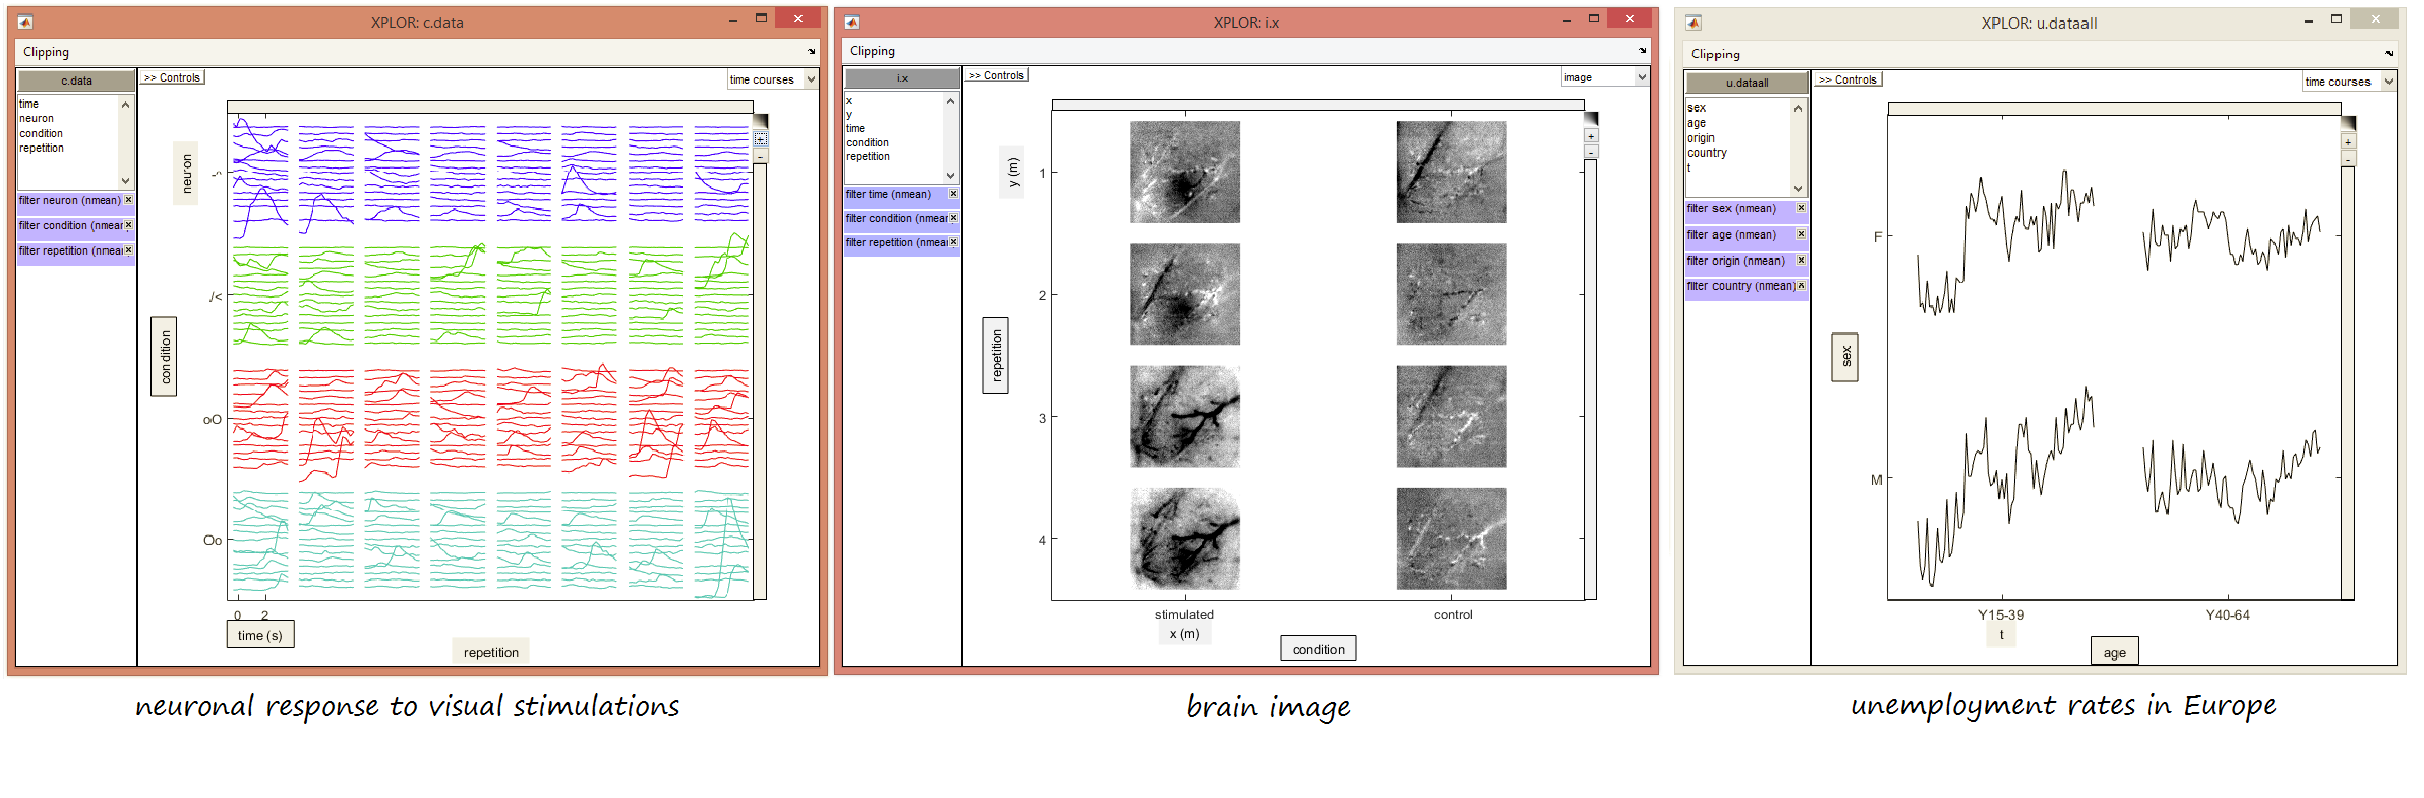 XPLOR: c.data
Clipping
c.data
>> Controls
time courses
time
neuron
condition
repetition
filter neuron (nmean)
filter condition (nmear
filter repetition (nmear
neuron
condition
0 2
time (s)
repetition
neuronal response to visual stimulations
XPLOR: i.x
Clipping
i.x
>> Controls
image
x
y
time
condition
repetition
filter time (nmean)
filter condition (nmear
filter repetition (nmear
y (m)
repetition
1
2
3
4
stimulated
control
x (m)
condition
brain image
XPLOR: u.dataall
Clipping
u.dataall
>> Controls
time courses
sex
age
origin
country
t
filter sex (nmean)
filter age (nmean)
filter origin (nmean)
filter country (nmean)
F
sex
M
Y15-39
Y40-64
t
age
unemployment rates in Europe